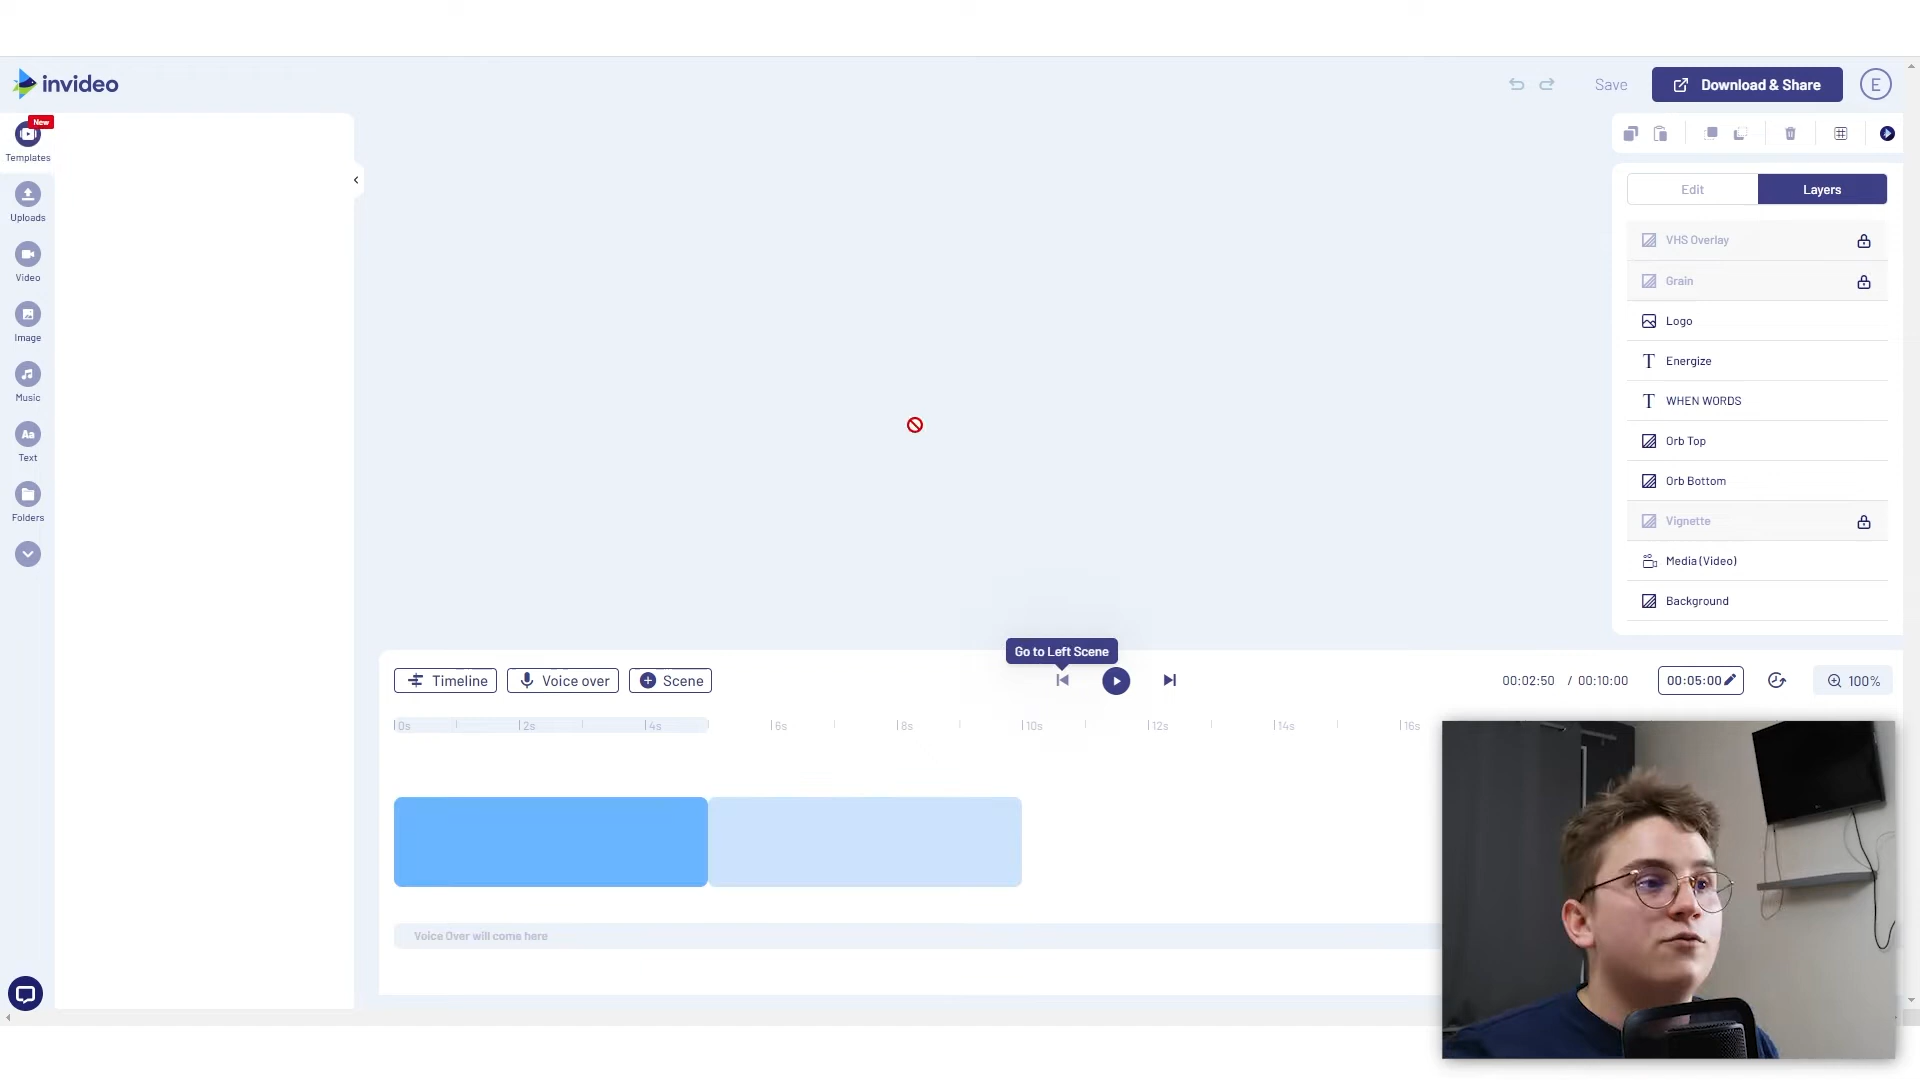 invideo
Save
Download & Share
E
New
Templates
Uploads
Video
Image
Music
Aa
Text
Folders
Edit
Layers
VHS Overlay
Grain
Logo
T Energize
T WHEN WORDS
Orb Top
Orb Bottom
Vignette
Media (Video)
Background
Go to Left Scene
Timeline
Voice over
Scene
00:02:50 / 00:10:00
00:05:00
100%
0s 2s 4s 6s 8s 10s 12s 14s 16s
Voice Over will come here